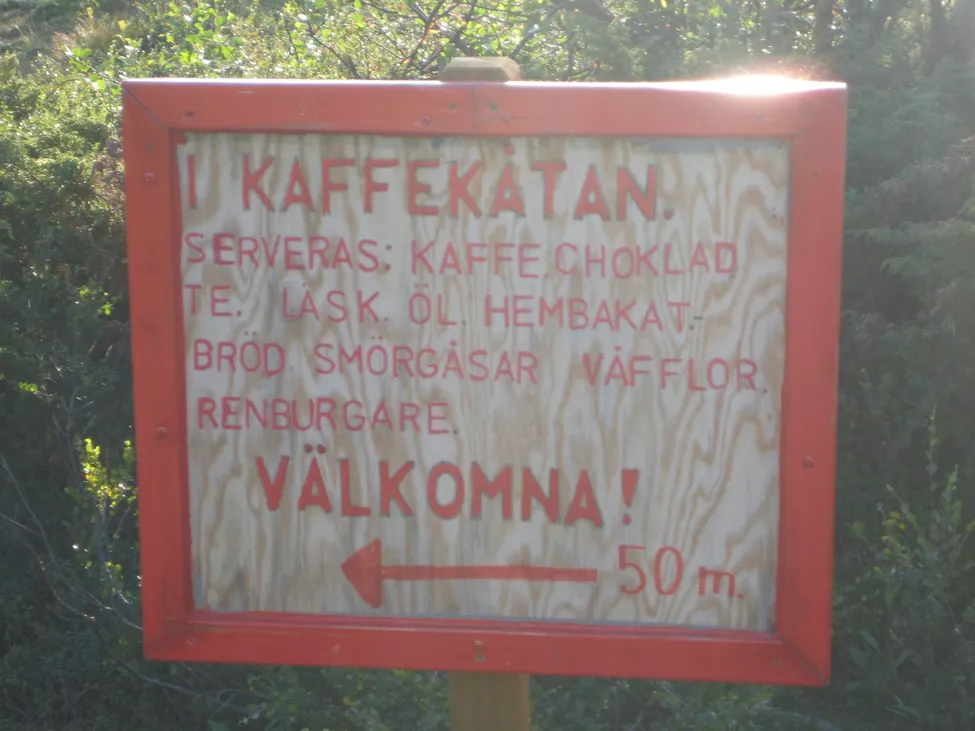 I KAFFEKÅTAN.
SERVERAS: KAFFE. CHOKLAD
TE. LÄSK. ÖL. HEMBAKAT.
BRÖD. SMÖRGÅSAR VÅFFLOR.
RENBURGARE.
VÄLKOMNA!
50 m.